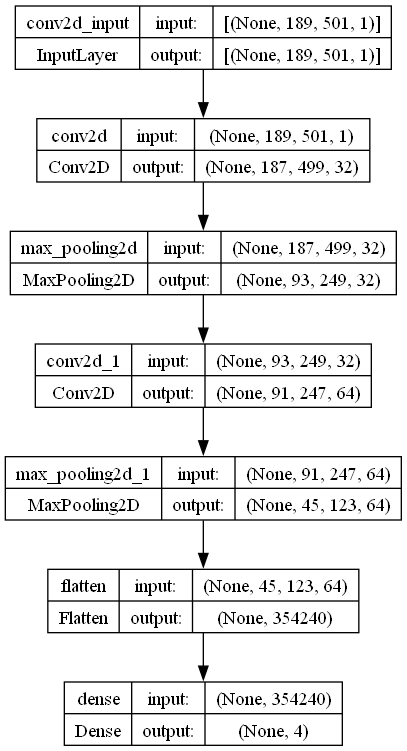 conv2d_input input: [(None, 189, 501, 1)]
InputLayer output: [(None, 189, 501, 1)]
conv2d input: (None, 189, 501, 1)
Conv2D output: (None, 187, 499, 32)
max_pooling2d input: (None, 187, 499, 32)
MaxPooling2D output: (None, 93, 249, 32)
conv2d_1 input: (None, 93, 249, 32)
Conv2D output: (None, 91, 247, 64)
max_pooling2d_1 input: (None, 91, 247, 64)
MaxPooling2D output: (None, 45, 123, 64)
flatten input: (None, 45, 123, 64)
Flatten output: (None, 354240)
dense input: (None, 354240)
Dense output: (None, 4)